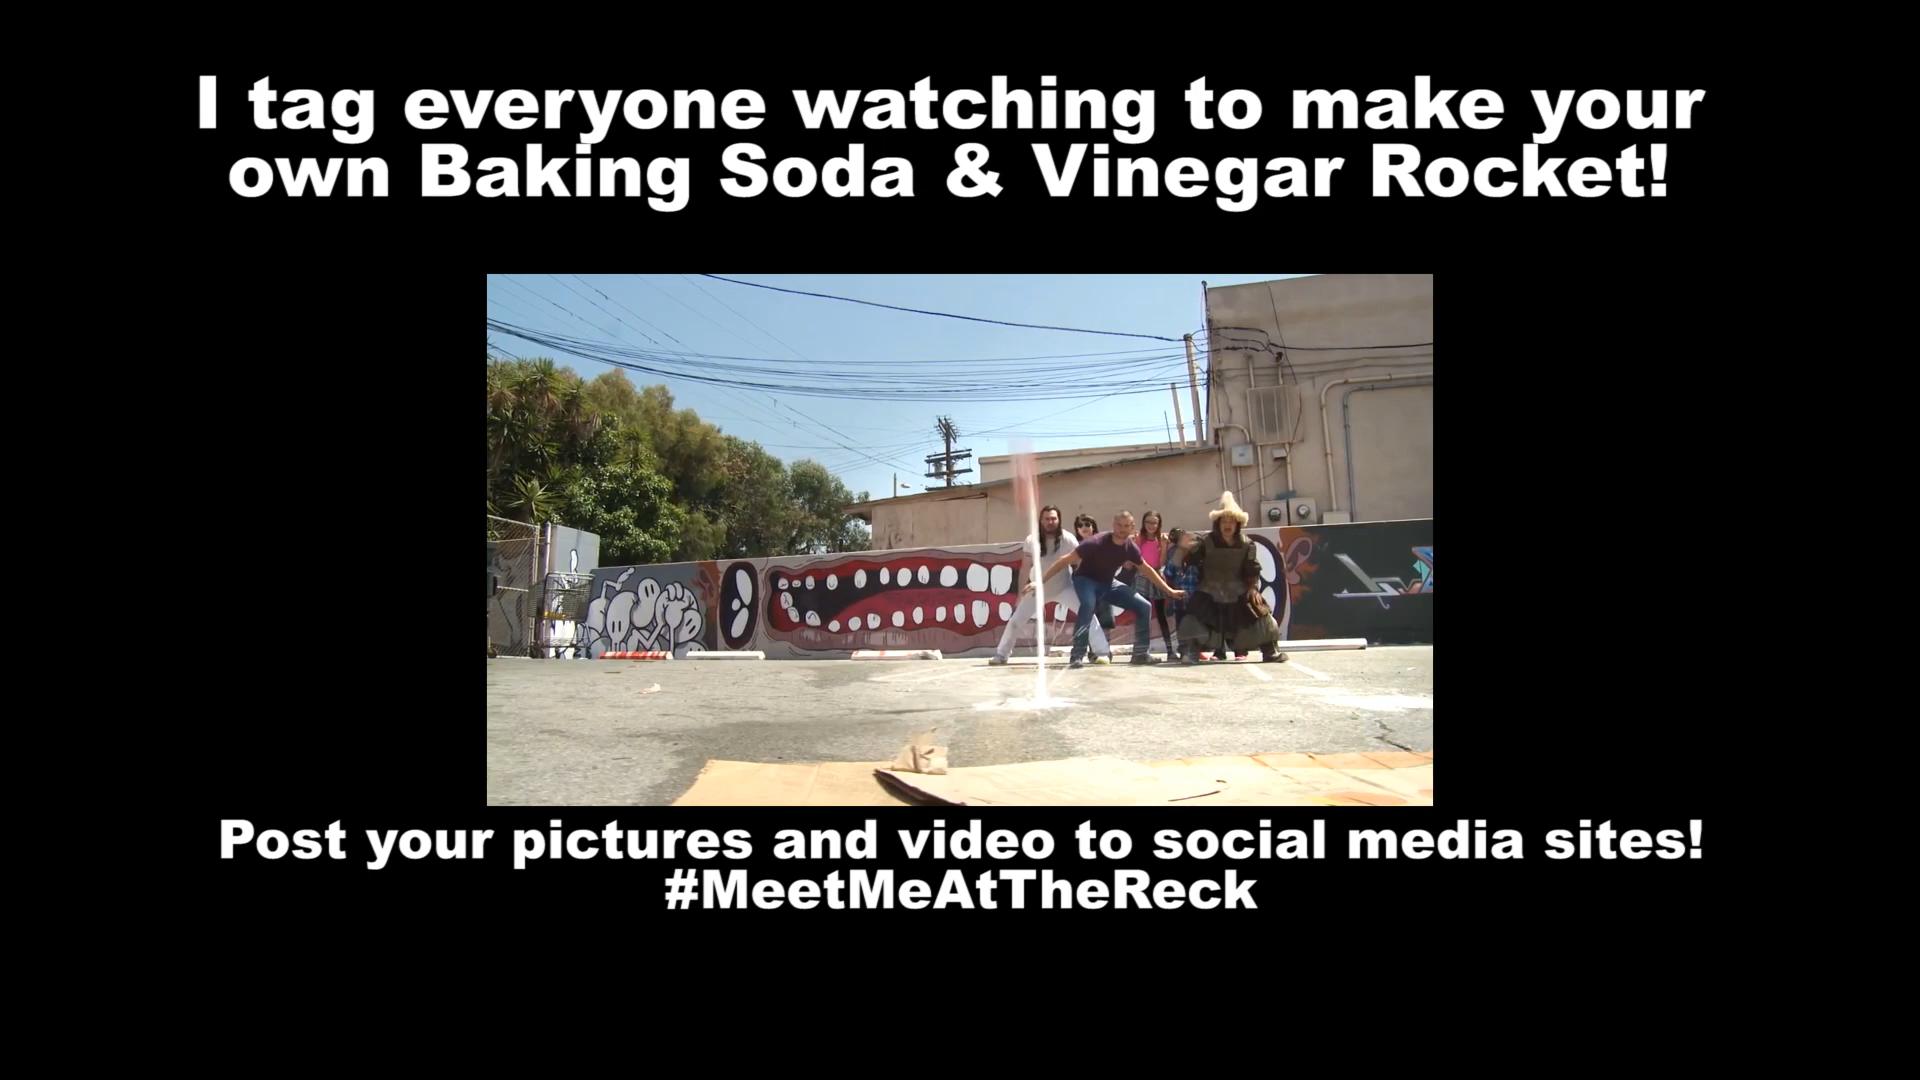 I tag everyone watching to make your
own Baking Soda & Vinegar Rocket!
Post your pictures and video to social media sites!
#MeetMeAtTheReck